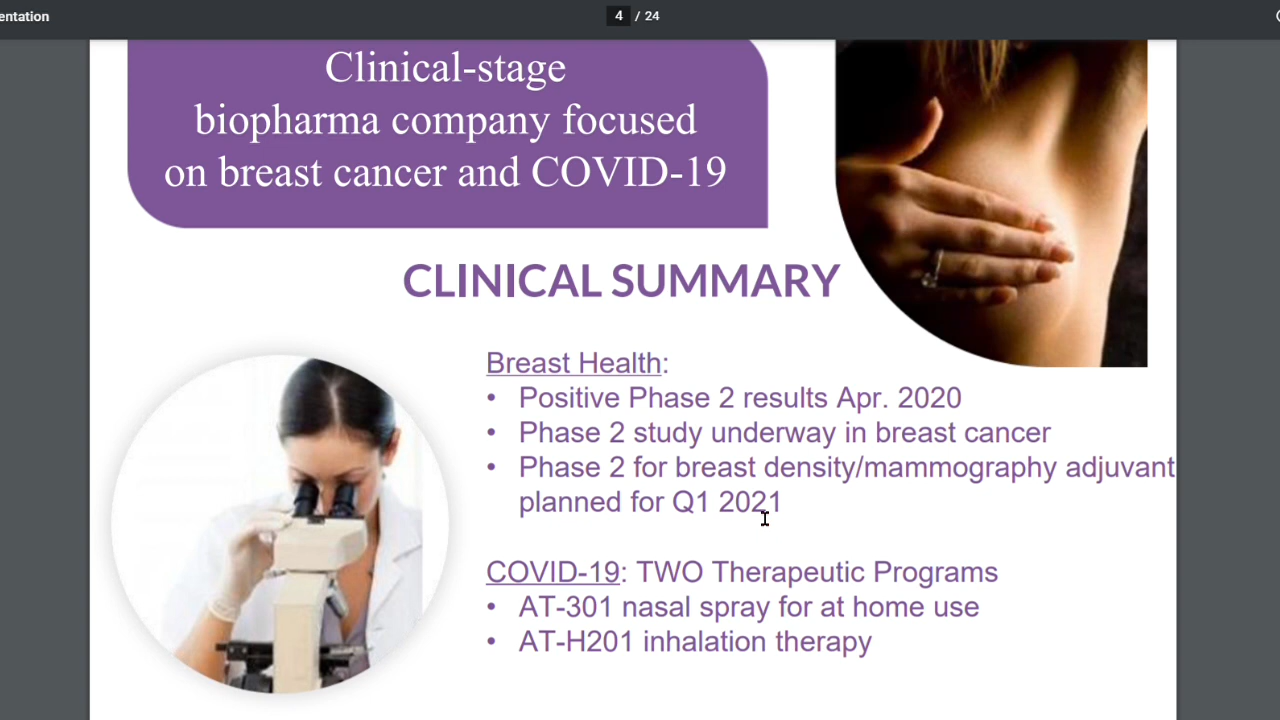 entation
4 / 24
Clinical-stage
biopharma company focused
on breast cancer and COVID-19
CLINICAL SUMMARY
Breast Health:
• Positive Phase 2 results Apr. 2020
• Phase 2 study underway in breast cancer
• Phase 2 for breast density/mammography adjuvant
planned for Q1 2021
COVID-19: TWO Therapeutic Programs
• AT-301 nasal spray for at home use
• AT-H201 inhalation therapy